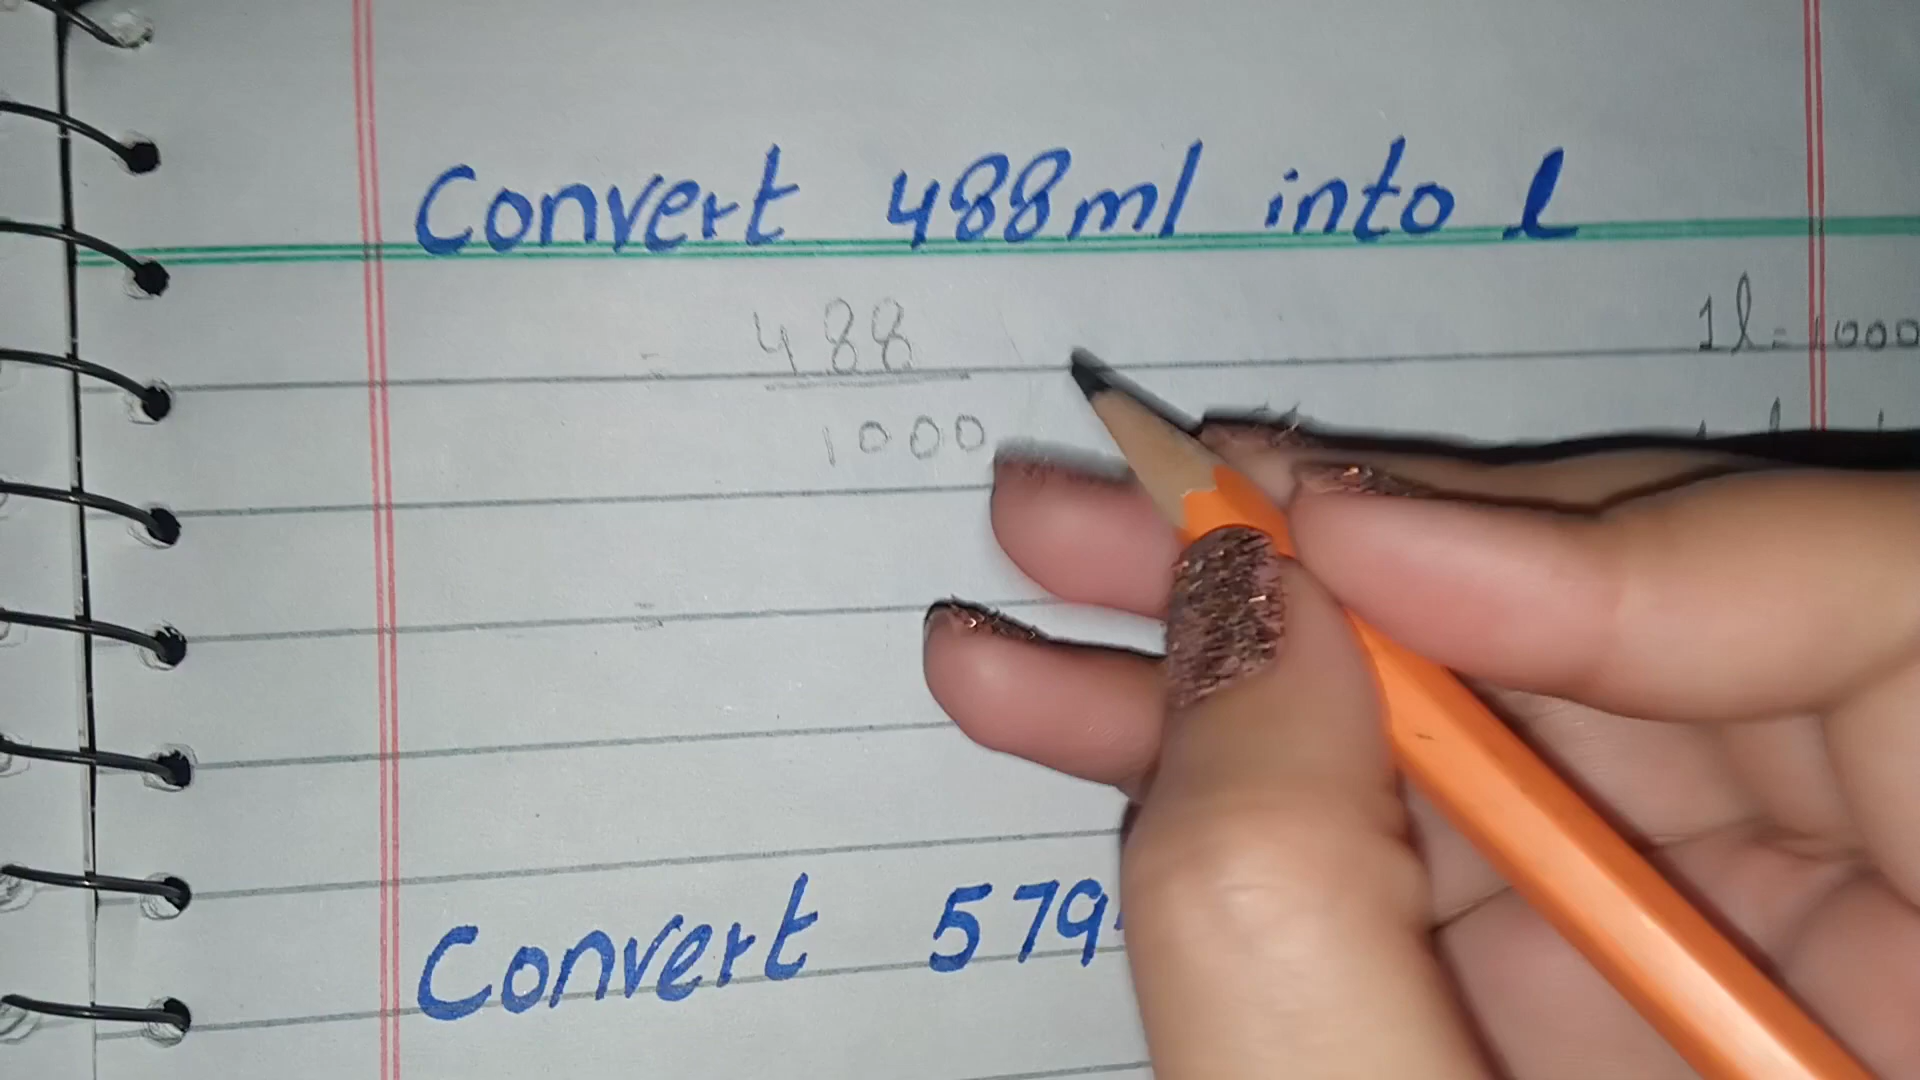 Convert 488ml into l
= 488
1l = 1000
1000
=
Convert 579